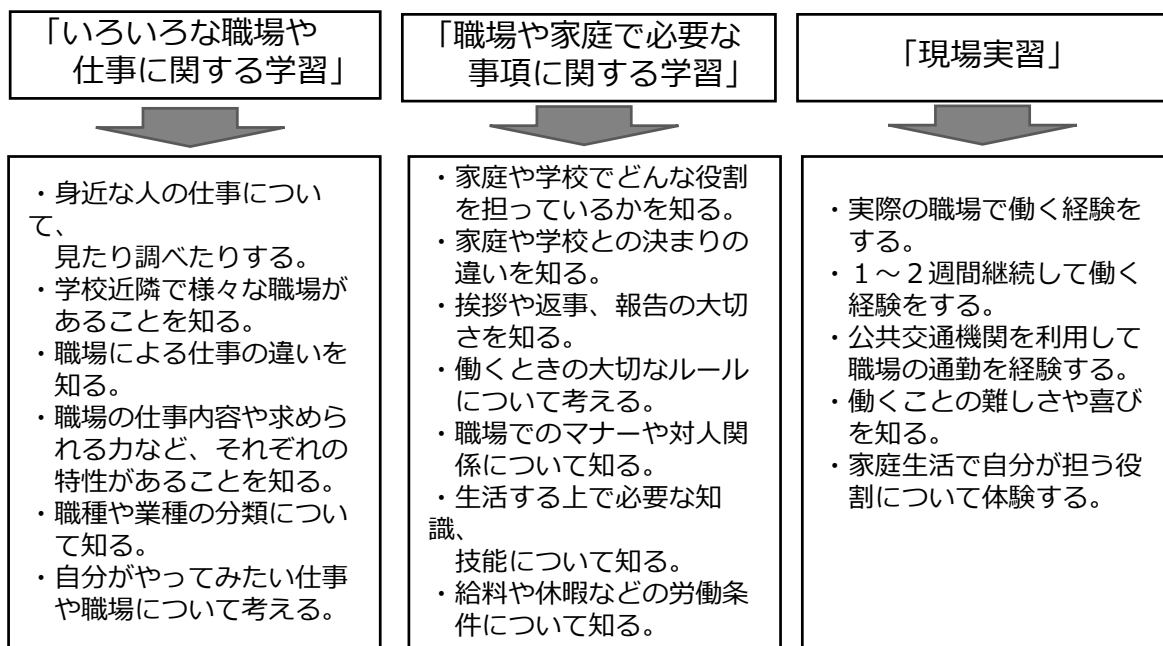 「いろいろな職場や
仕事に関する学習」
「職場や家庭で必要な
事項に関する学習」
「現場実習」
・身近な人の仕事につい
て、
見たり調べたりする。
・学校近隣で様々な職場が
あることを知る。
・職場による仕事の違いを
知る。
・職場の仕事内容や求めら
れる力など、それぞれの
特性があることを知る。
・職種や業種の分類につい
て知る。
・自分がやってみたい仕事
や職場について考える。
・家庭や学校でどんな役割
を担っているかを知る。
・家庭や学校との決まりの
違いを知る。
・挨拶や返事、報告の大切
さを知る。
・働くときの大切なルール
について考える。
・職場でのマナーや対人関
係について知る。
・生活する上で必要な知
識、
技能について知る。
・給料や休暇などの労働条
件について知る。
・実際の職場で働く経験を
する。
・１～２週間継続して働く
経験をする。
・公共交通機関を利用して
職場の通勤を経験する。
・働くことの難しさや喜び
を知る。
・家庭生活で自分が担う役
割について体験する。